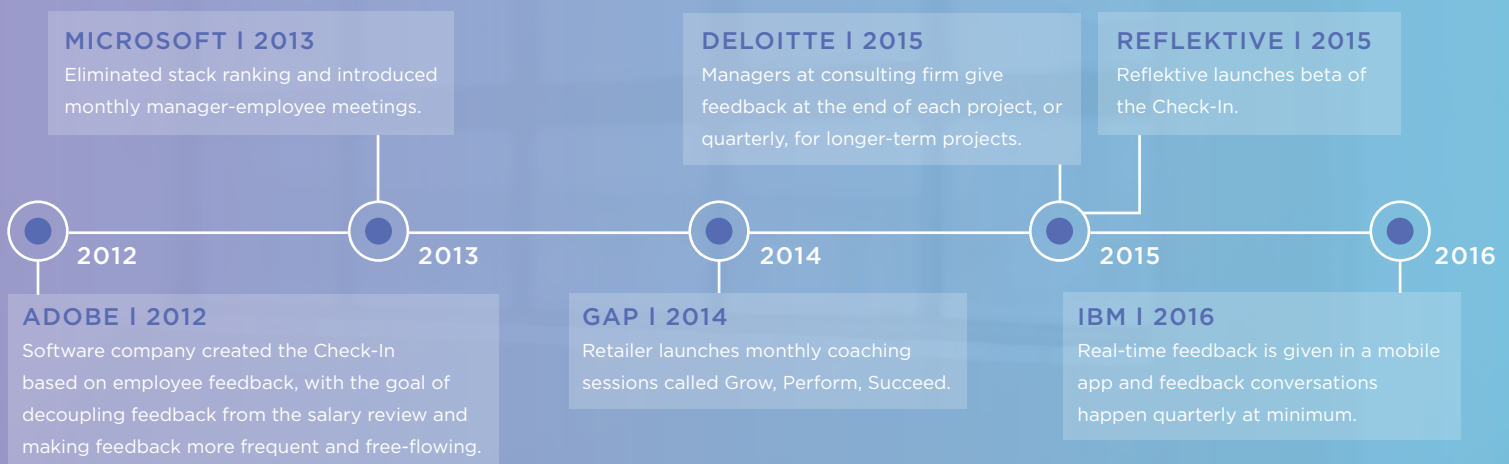 MICROSOFT | 2013
Eliminated stack ranking and introduced
monthly manager-employee meetings.
DELOITTE | 2015
Managers at consulting firm give
feedback at the end of each project, or
quarterly, for longer-term projects.
REFLEKTIVE | 2015
Reflektive launches beta of
the Check-In.
2012
2013
2014
2015
2016
ADOBE | 2012
Software company created the Check-In
based on employee feedback, with the goal of
decoupling feedback from the salary review and
making feedback more frequent and free-flowing.
GAP | 2014
Retailer launches monthly coaching
sessions called Grow, Perform, Succeed.
IBM | 2016
Real-time feedback is given in a mobile
app and feedback conversations
happen quarterly at minimum.